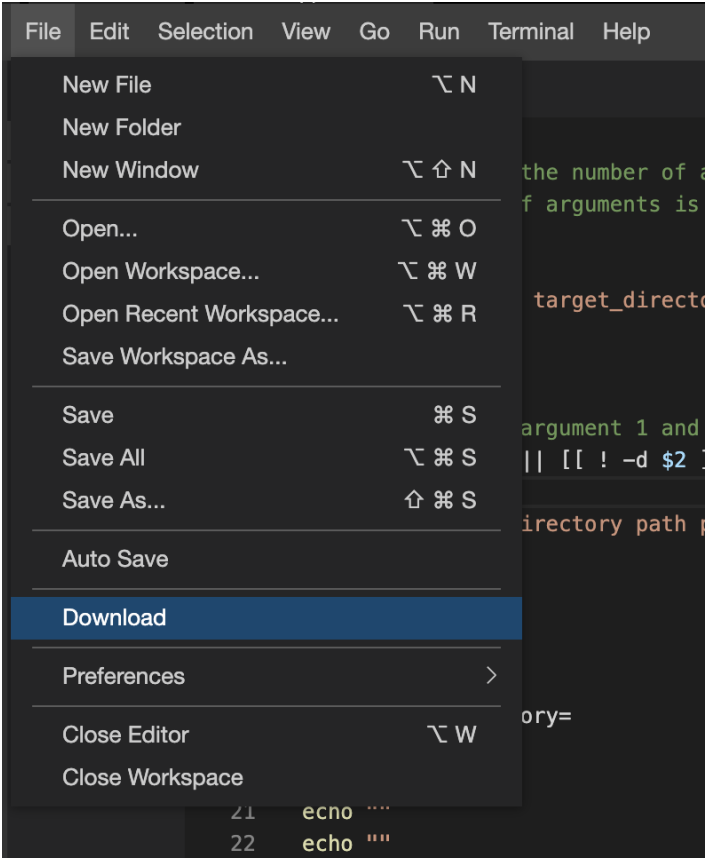 File Edit Selection View Go Run Terminal Help
New File ⌥ N
New Folder
New Window ⌥ ⇧ N
the number of
f arguments is
Open... ⌥ ⌘ O
Open Workspace... ⌥ ⌘ W
Open Recent Workspace... ⌥ ⌘ R
target_directo
Save Workspace As...
Save ⌘ S
argument 1 and
Save All ⌥ ⌘ S
|| [[ ! -d $2 ]
Save As... ⇧ ⌘ S
irectory path
Auto Save
Download
Preferences >
ory=
Close Editor ⌥ W
Close Workspace
21 echo ""
22 echo ""